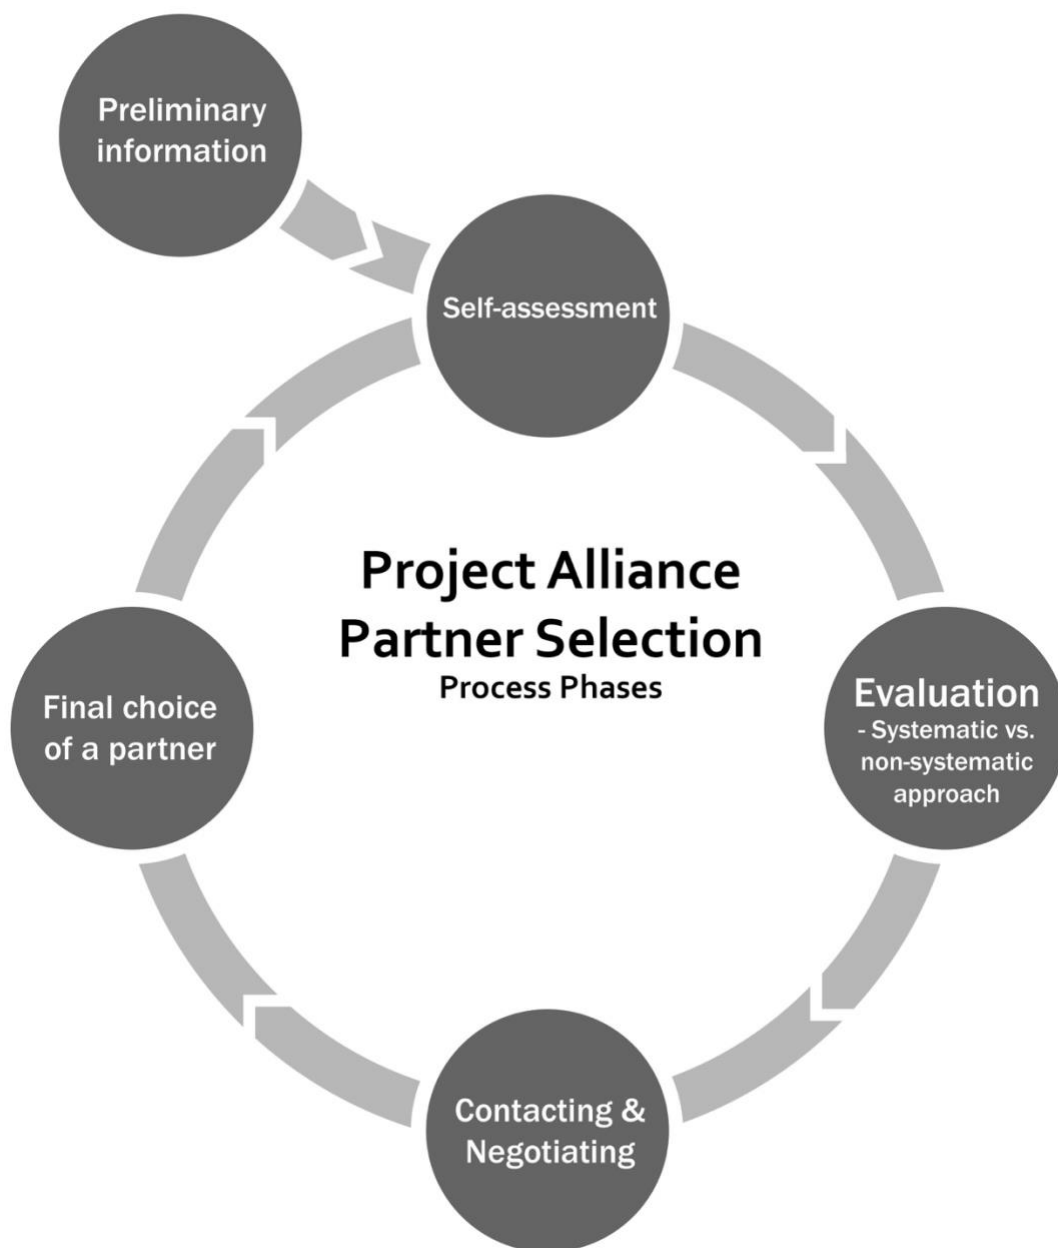 Preliminary
information
Self-assessment
Project Alliance
Partner Selection
Process Phases
Evaluation
- Systematic vs.
non-systematic
approach
Contacting &
Negotiating
Final choice
of a partner